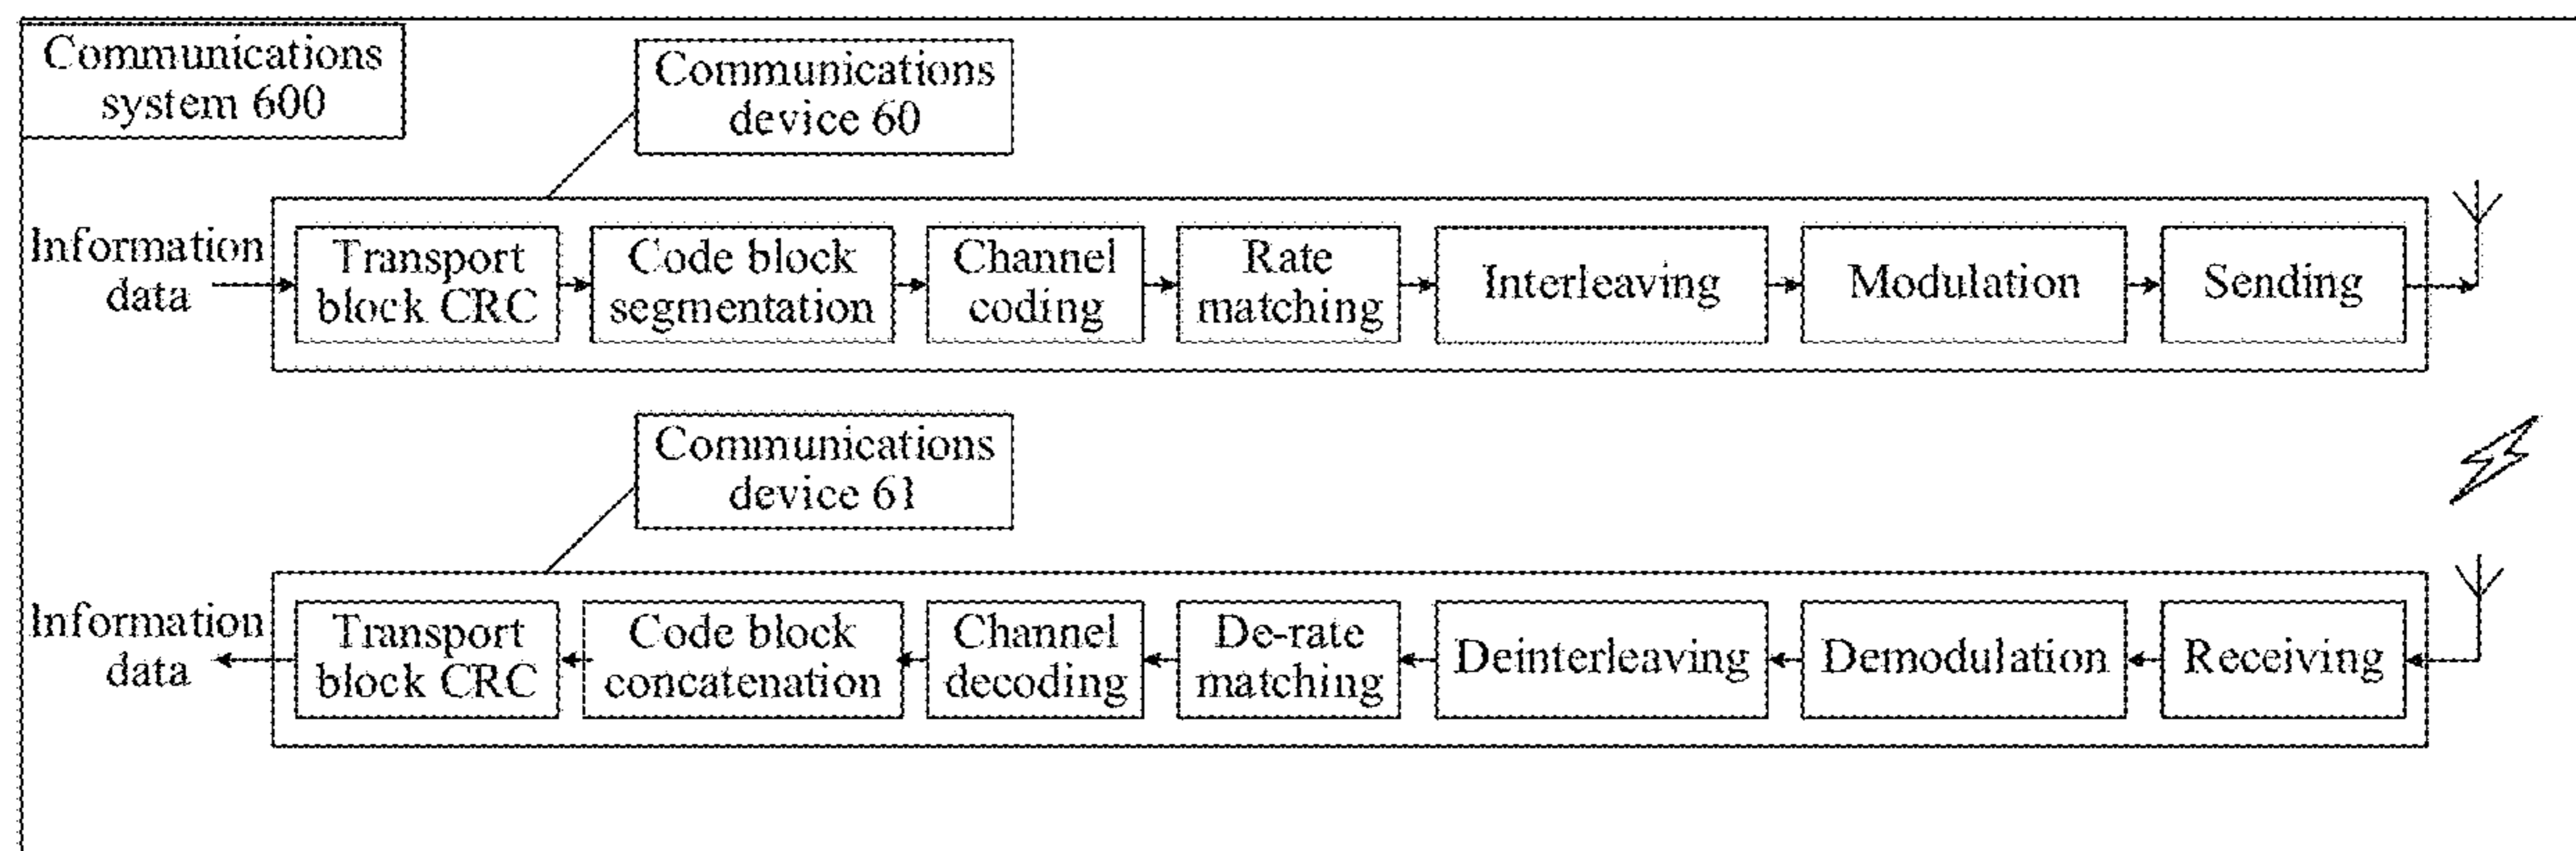 Communications
system 600
Communications
device 60
Information
data
Transport
block CRC
Code block
segmentation
Channel
coding
Rate
matching
Interleaving
Modulation
Sending
Communications
device 61
Information
data
Transport
block CRC
Code block
concatenation
Channel
decoding
De-rate
matching
Deinterleaving
Demodulation
Receiving